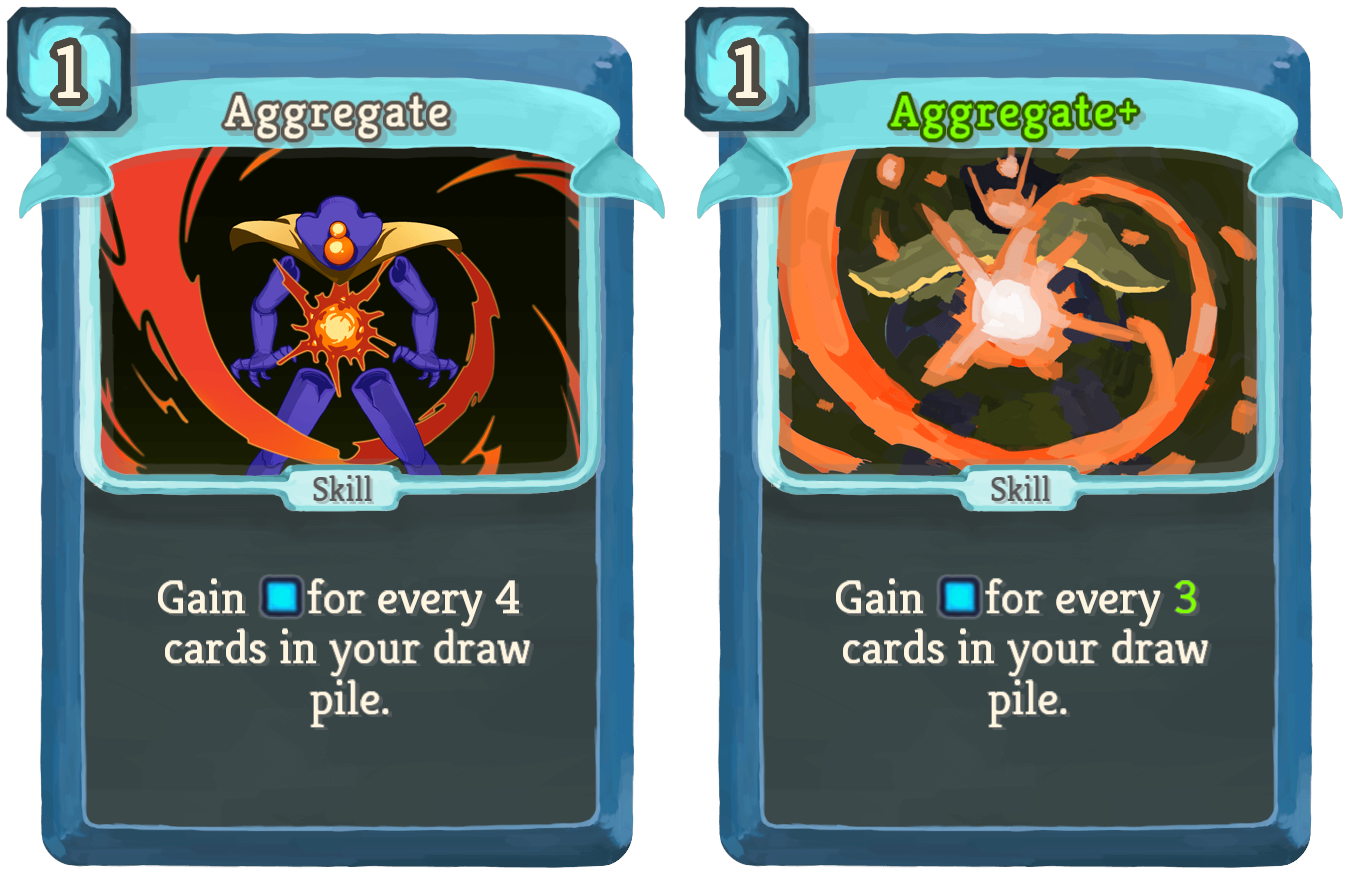 1
Aggregate
Skill
Gain for every 4
cards in your draw
pile.
1
Aggregate+
Skill
Gain for every 3
cards in your draw
pile.